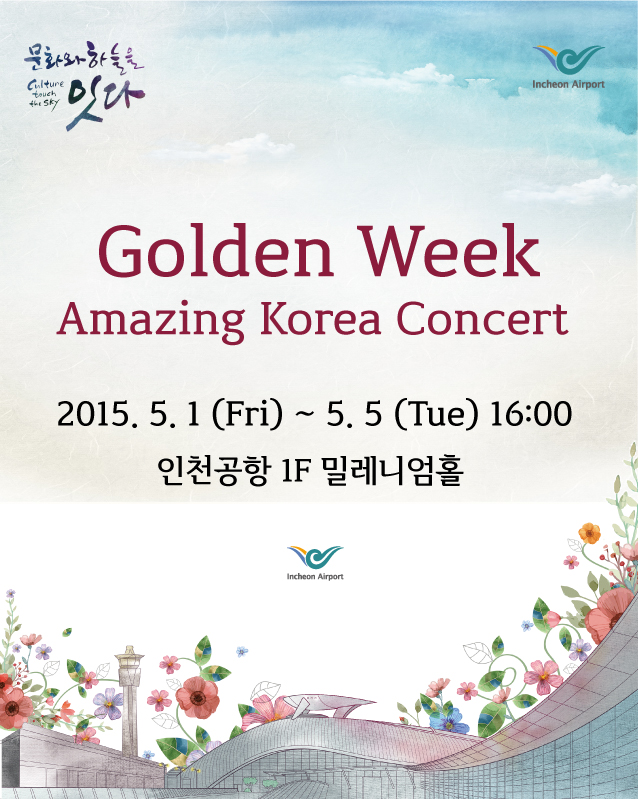 문화와 하늘을
Culture
touch
the sky
잇다
Incheon Airport
Golden Week
Amazing Korea Concert
2015. 5. 1 (Fri) ~ 5. 5 (Tue) 16:00
인천공항 1F 밀레니엄홀
Incheon Airport